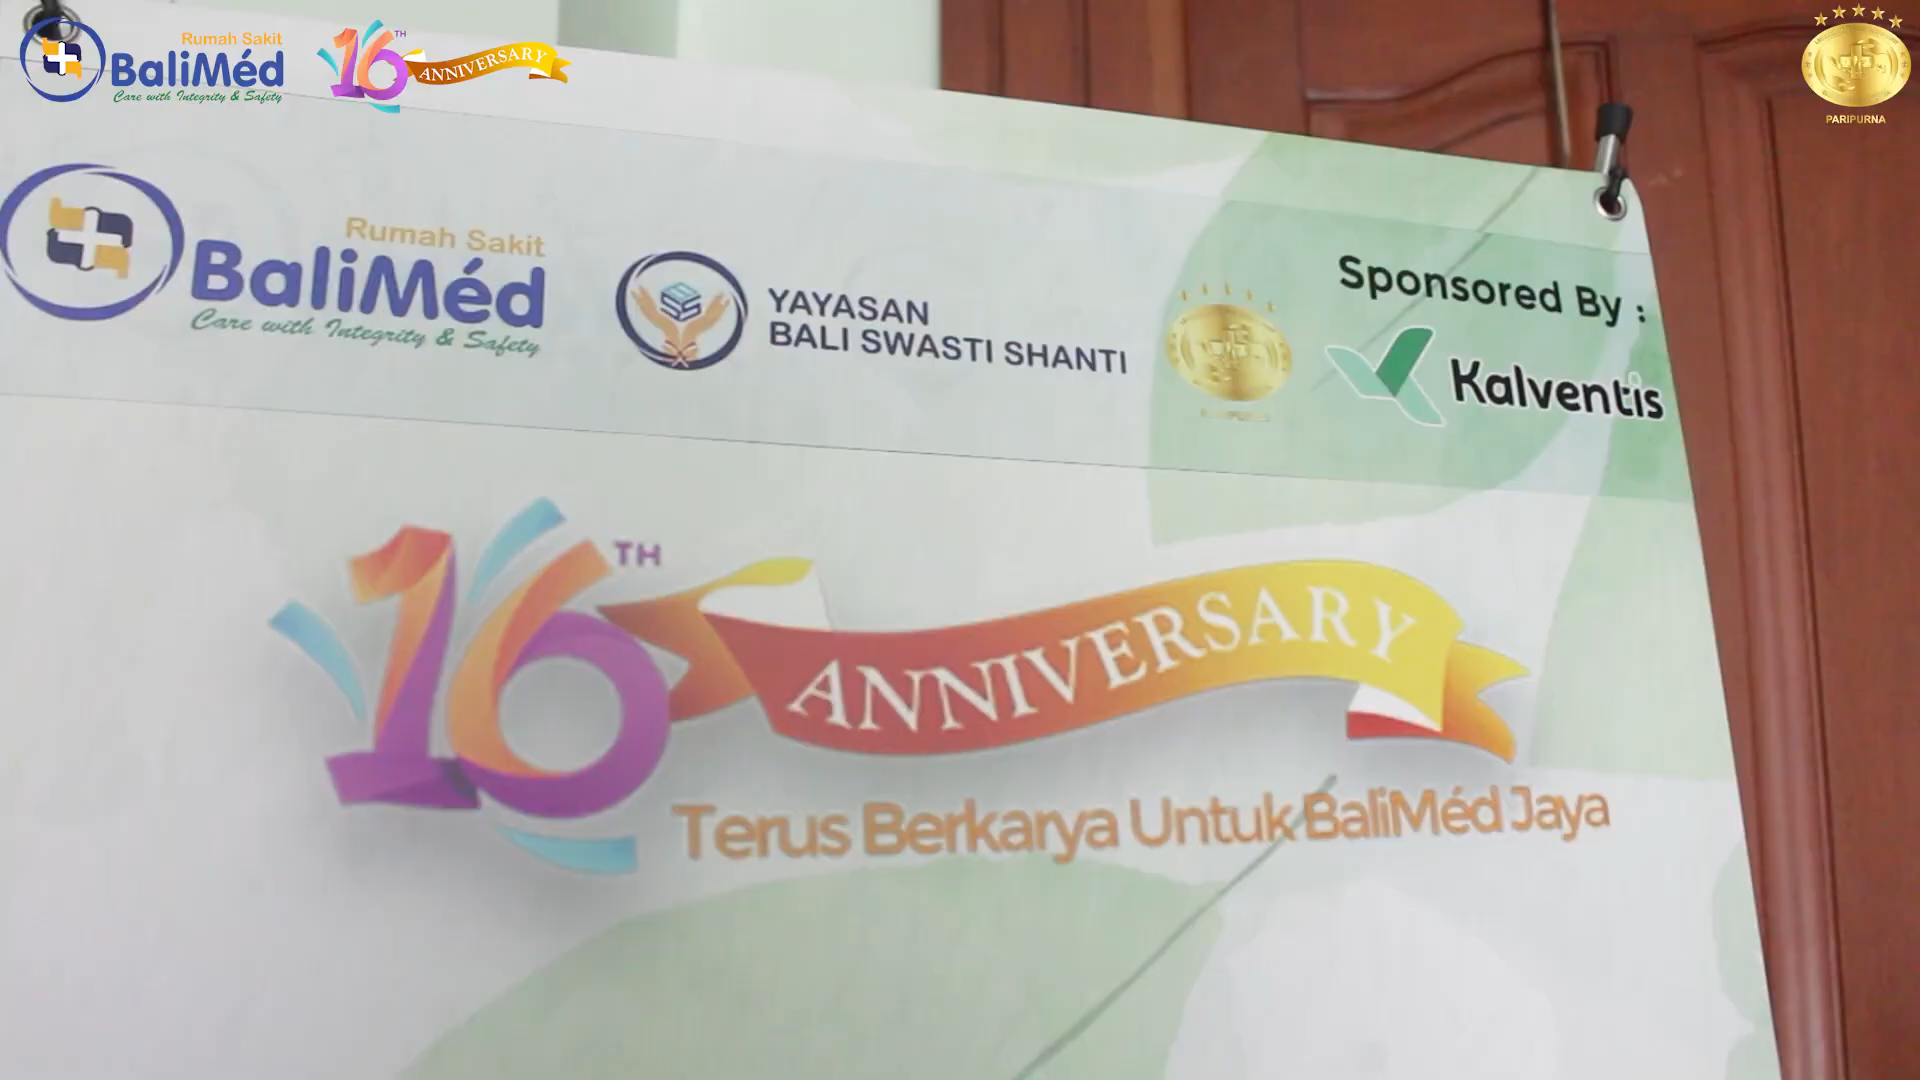 Rumah Sakit
BaliMéd
Care with Integrity & Safety
16TH ANNIVERSARY
PARIPURNA
Rumah Sakit
BaliMéd
Care with Integrity & Safety
YAYASAN
BALI SWASTI SHANTI
Sponsored By :
Kalventis
16TH ANNIVERSARY
Terus Berkarya Untuk BaliMéd Jaya